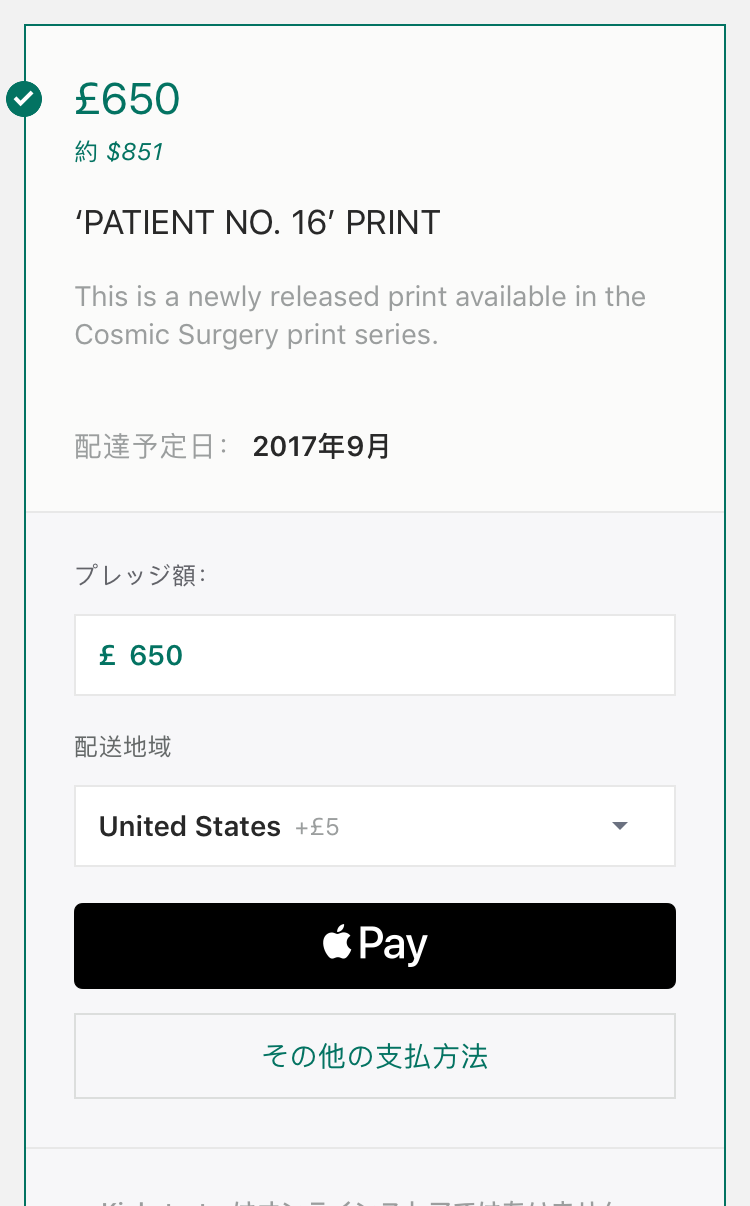 £650
約 $851
‘PATIENT NO. 16’ PRINT
This is a newly released print available in the
Cosmic Surgery print series.
配達予定日： 2017年9月
プレッジ額：
£ 650
配送地域
United States +£5
Pay
その他の支払方法